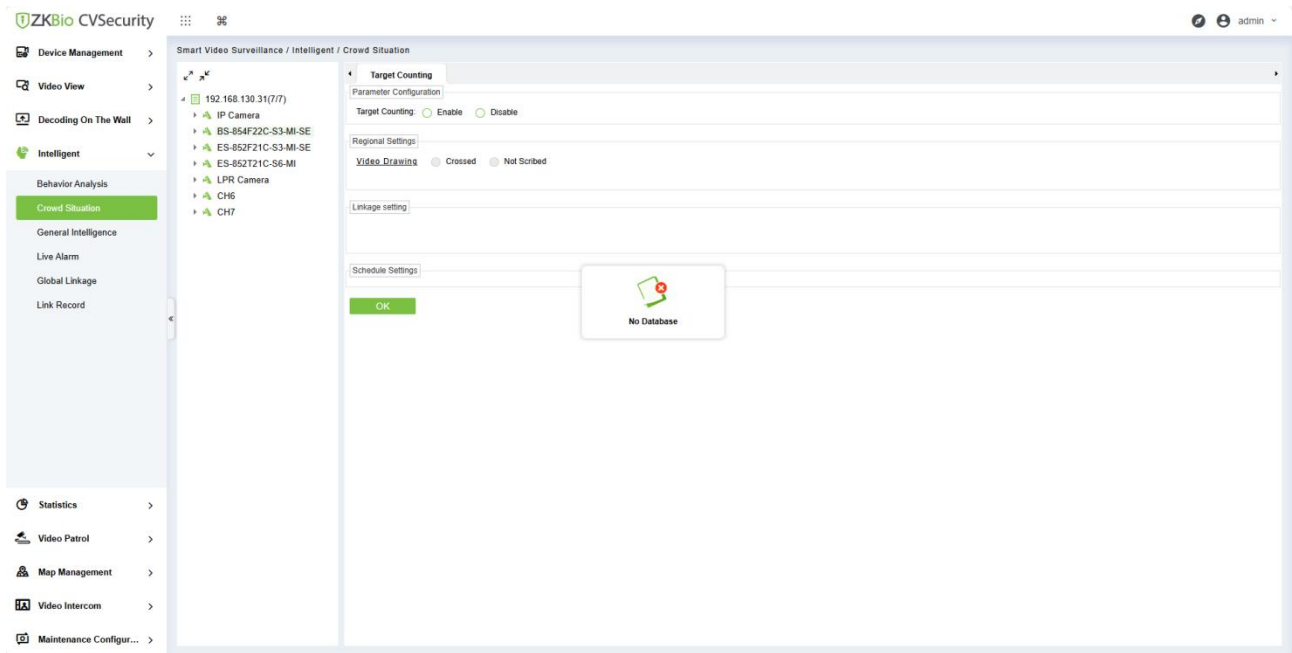 ZKBio CVSecurity
admin
Device Management
Video View
Decoding On The Wall
Intelligent
Behavior Analysis
Crowd Situation
General Intelligence
Live Alarm
Global Linkage
Link Record
Statistics
Video Patrol
Map Management
Video Intercom
Maintenance Configur...
Smart Video Surveillance / Intelligent / Crowd Situation
192.168.130.31(7/7)
IP Camera
BS-854F22C-S3-MI-SE
ES-852F21C-S3-MI-SE
ES-852T21C-S6-MI
LPR Camera
CH6
CH7
Target Counting
Parameter Configuration
Target Counting: Enable Disable
Regional Settings
Video Drawing Crossed Not Scribed
Linkage setting
Schedule Settings
OK
No Database